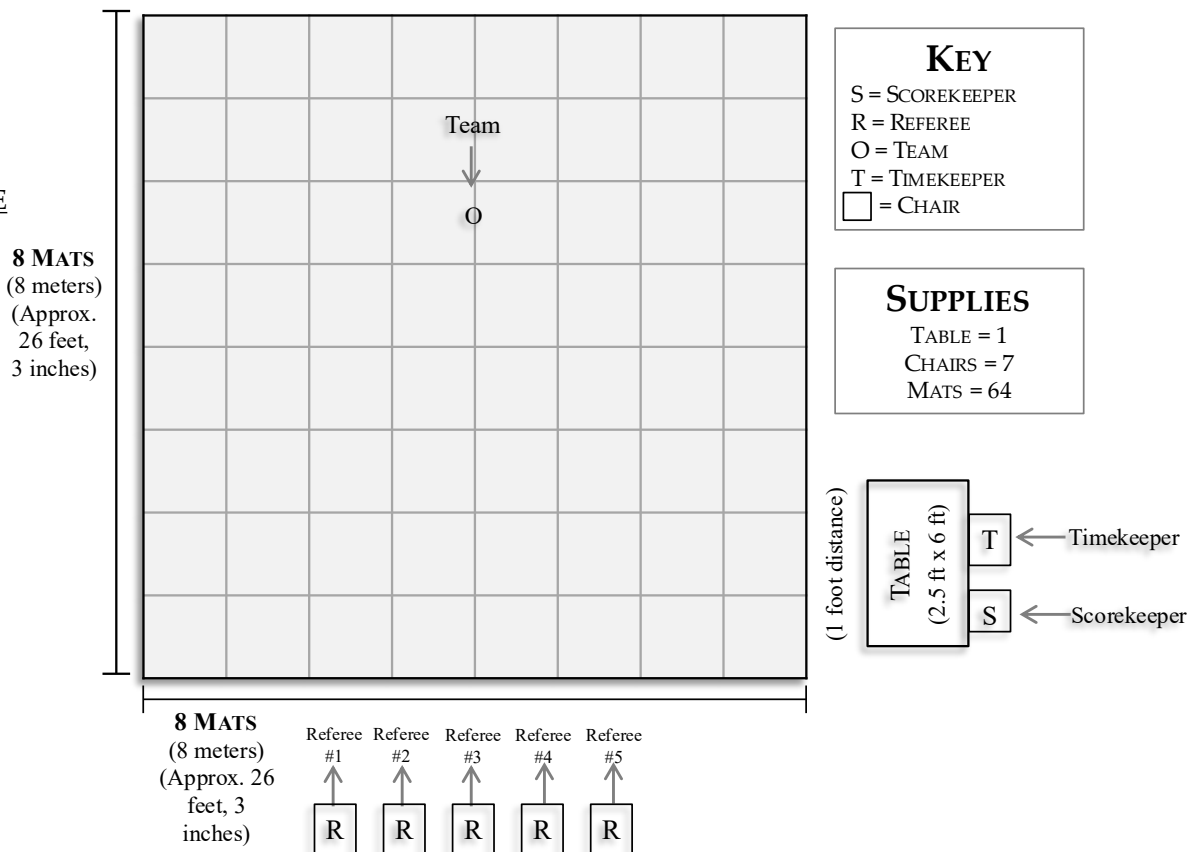 KEY
S = SCOREKEEPER
R = REFEREE
O = TEAM
T = TIMEKEEPER
= CHAIR
Team
O
E
8 MATS
(8 meters)
(Approx.
26 feet,
3 inches)
SUPPLIES
TABLE = 1
CHAIRS = 7
MATS = 64
(1 foot distance)
TABLE
(2.5 ft x 6 ft)
T
Timekeeper
S
Scorekeeper
8 MATS
(8 meters)
(Approx. 26
feet, 3
inches)
Referee
#1
Referee
#2
Referee
#3
Referee
#4
Referee
#5
R
R
R
R
R